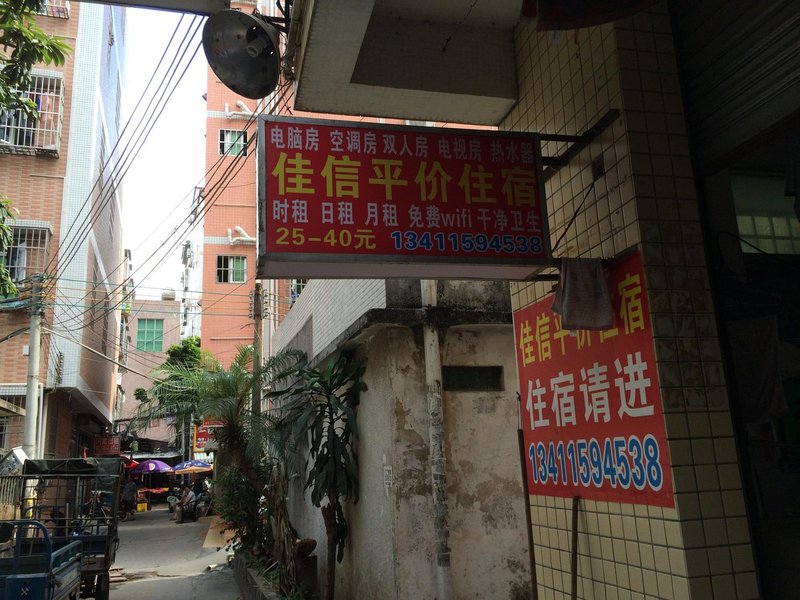 电脑房 空调房 双人房 电视房 热水器
佳信平价住宿
时租 日租 月租 免费wifi 干净卫生
25-40元 13411594538
佳信平价住宿
住宿请进
13411594538